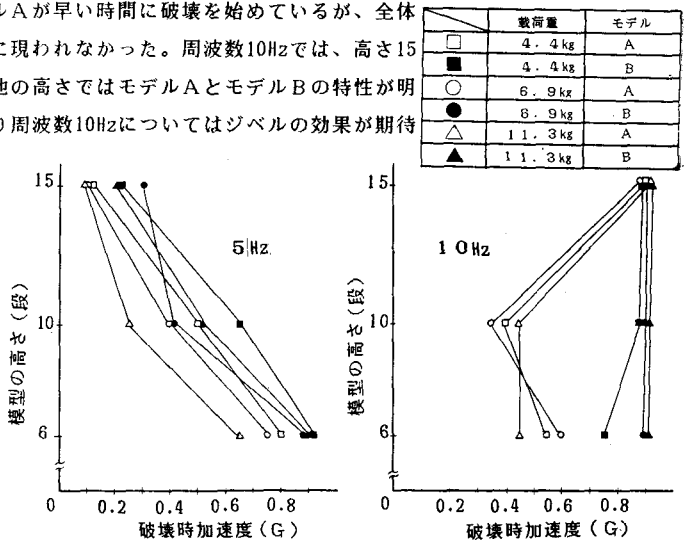 ルAが早い時間に破壊を始めているが、全体
に現われなかった。周波数10Hzでは、高さ15
他の高さではモデルAとモデルBの特性が明
り周波数10Hzについてはジベルの効果が期待
載荷重 モデル
□ 4.4kg A
■ 4.4kg B
○ 6.9kg A
● 6.9kg B
△ 11.3kg A
▲ 11.3kg B
5Hz
模型の高さ(段)
15
10
6
0 0.2 0.4 0.6 0.8
破壊時加速度(G)
10Hz
模型の高さ(段)
15
10
6
0 0.2 0.4 0.6 0.8
破壊時加速度(G)